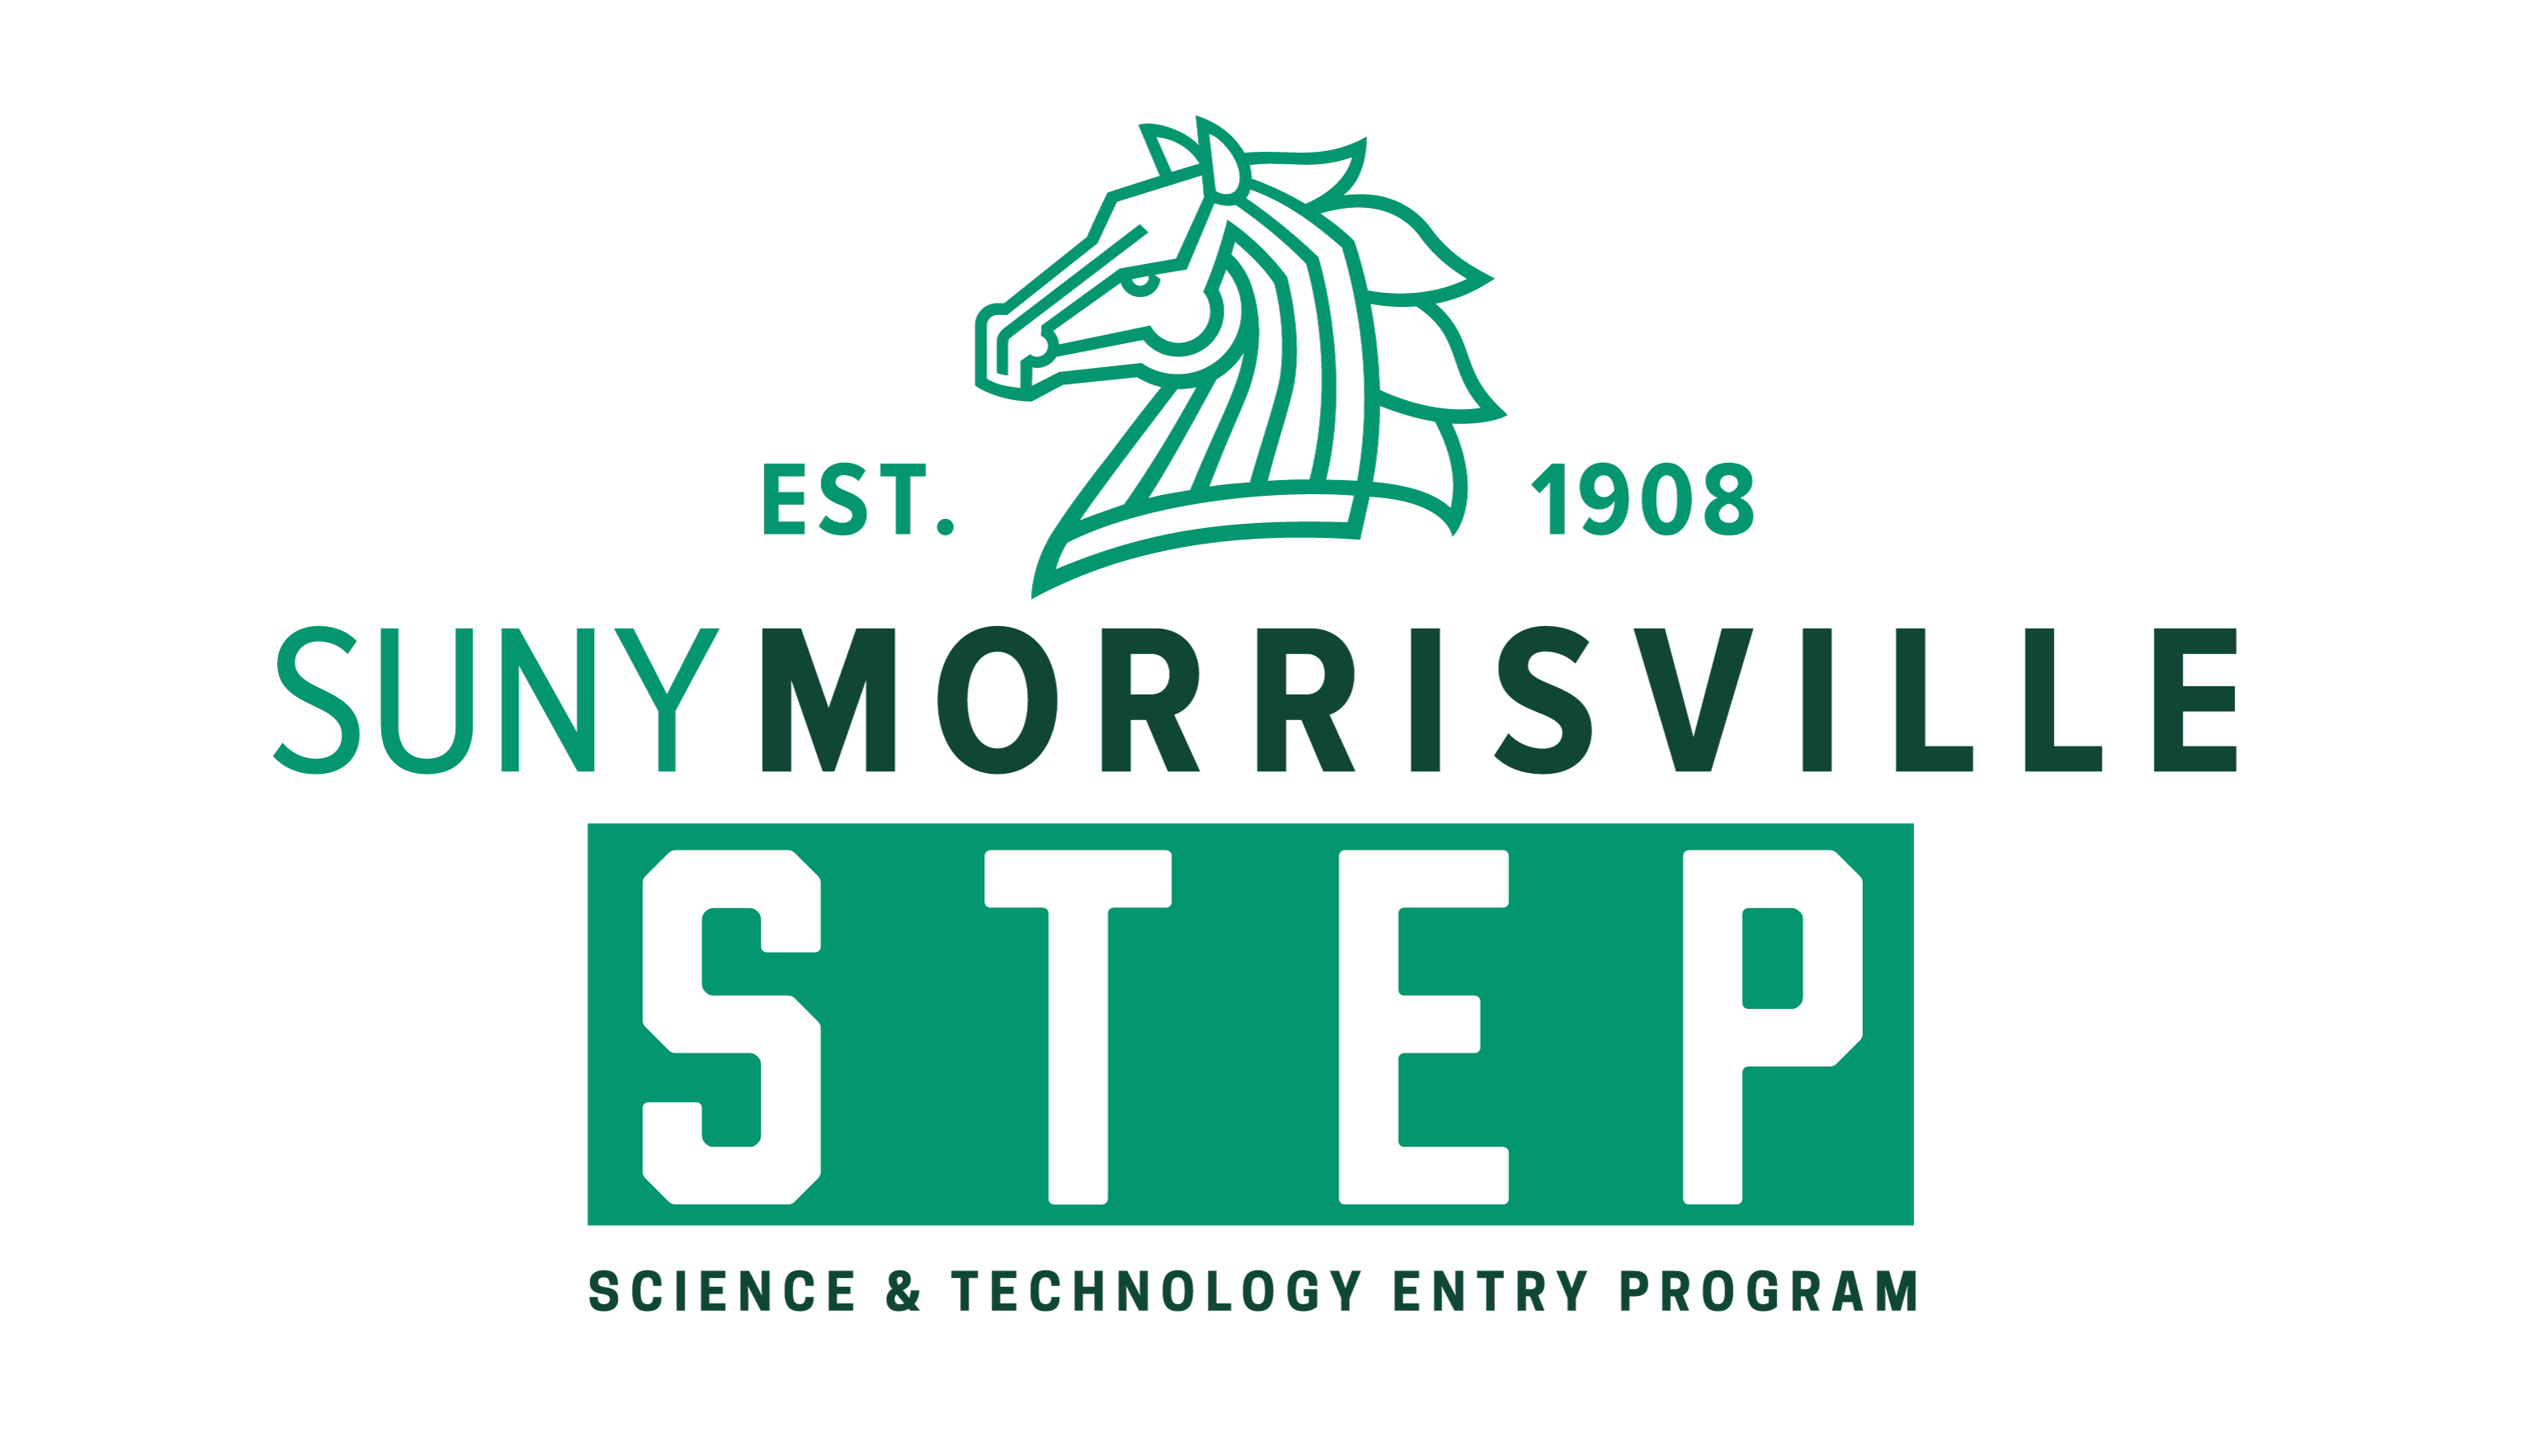 EST. 1908
SUNY MORRISVILLE
STEP
SCIENCE & TECHNOLOGY ENTRY PROGRAM